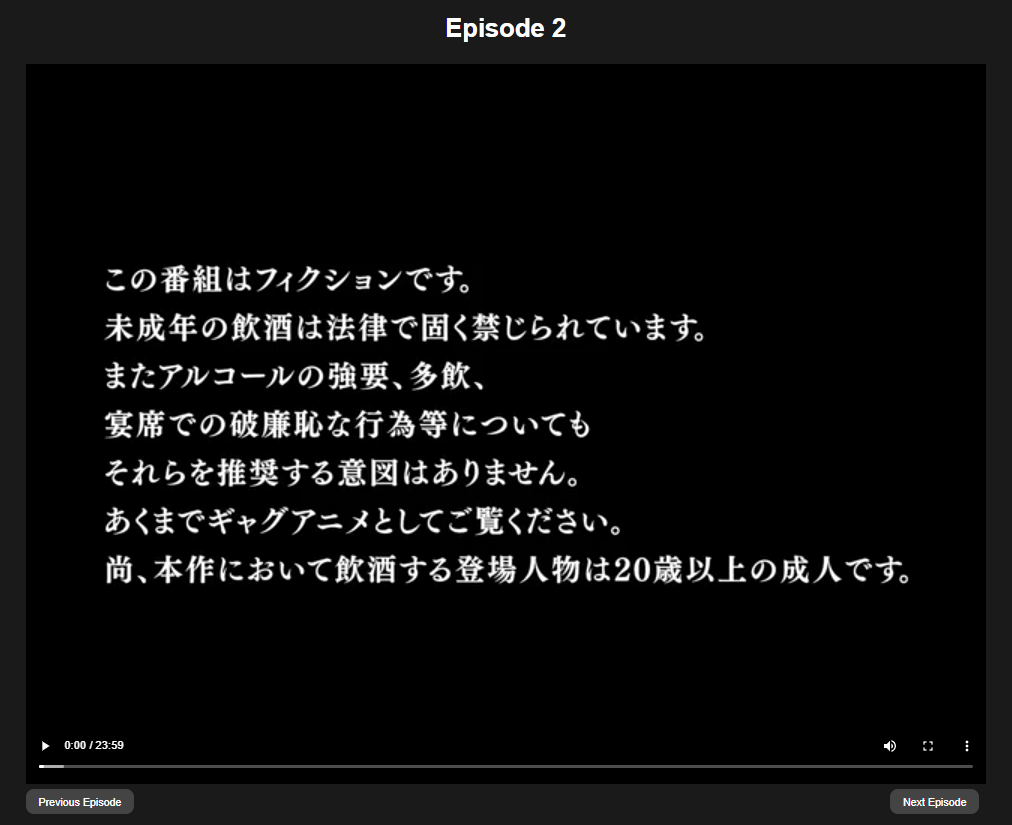 Episode 2
この番組はフィクションです。
未成年の飲酒は法律で固く禁じられています。
またアルコールの強要、多飲、
宴席での破廉恥な行為等についても
それらを推奨する意図はありません。
あくまでギャグアニメとしてご覧ください。
尚、本作において飲酒する登場人物は20歳以上の成人です。
0:00 / 23:59
Previous Episode
Next Episode